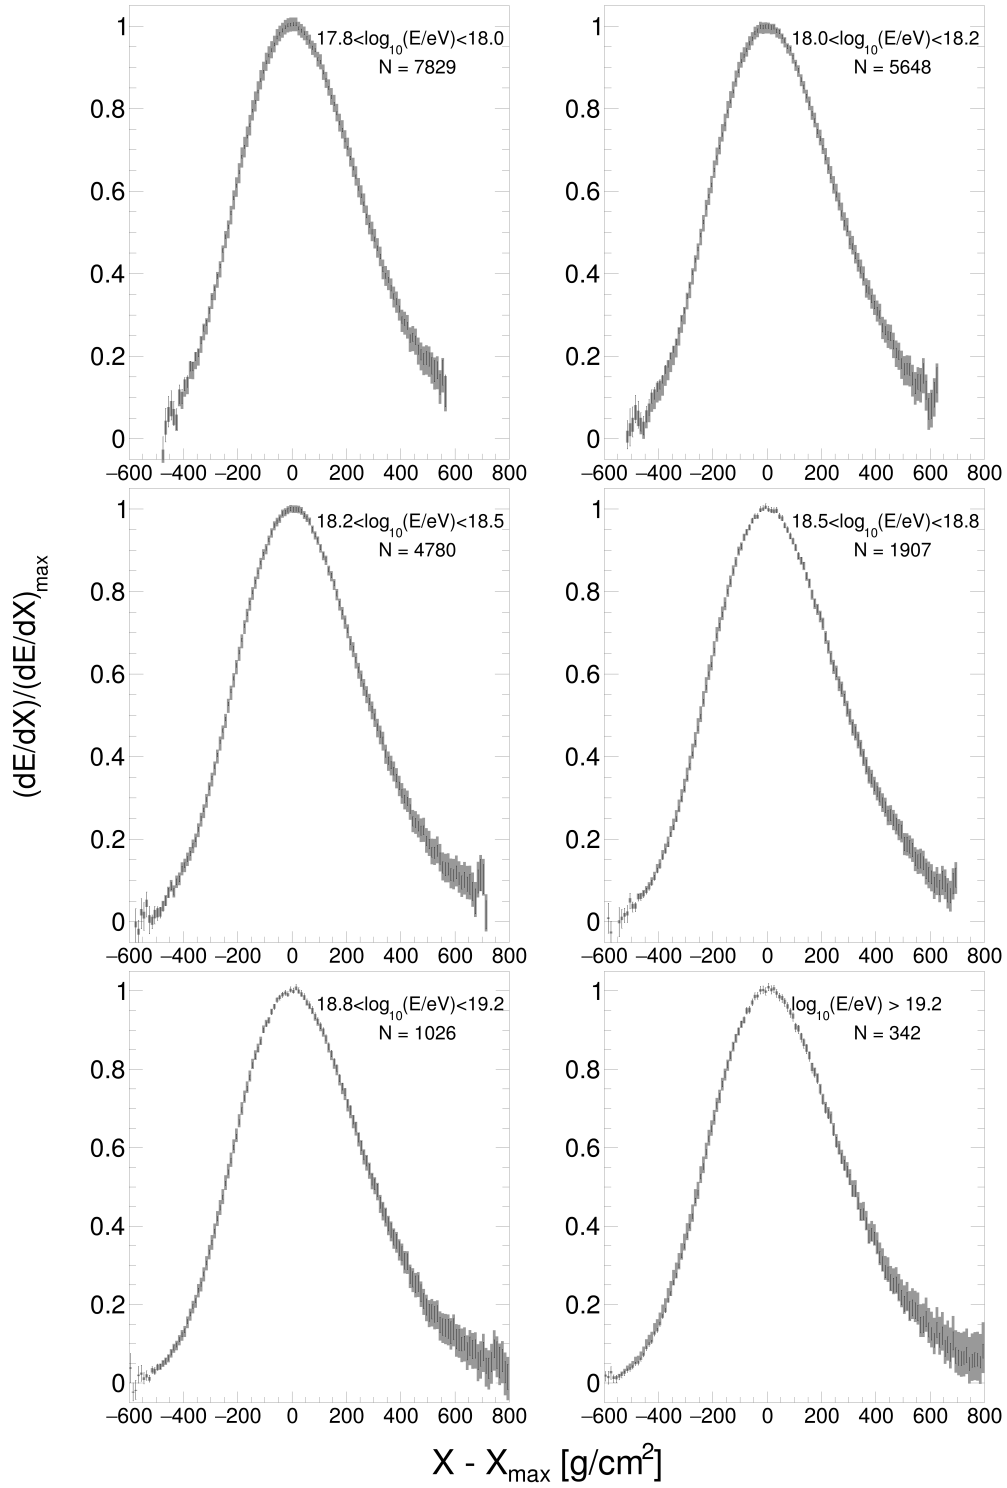 (dE/dX)/(dE/dX)max
17.8<log10(E/eV)<18.0
N = 7829
1
0.8
0.6
0.4
0.2
0
−600 −400 −200 0 200 400 600 800
18.0<log10(E/eV)<18.2
N = 5648
1
0.8
0.6
0.4
0.2
0
−600 −400 −200 0 200 400 600 800
18.2<log10(E/eV)<18.5
N = 4780
1
0.8
0.6
0.4
0.2
0
−600 −400 −200 0 200 400 600 800
18.5<log10(E/eV)<18.8
N = 1907
1
0.8
0.6
0.4
0.2
0
−600 −400 −200 0 200 400 600 800
18.8<log10(E/eV)<19.2
N = 1026
1
0.8
0.6
0.4
0.2
0
−600 −400 −200 0 200 400 600 800
log10(E/eV) > 19.2
N = 342
1
0.8
0.6
0.4
0.2
0
−600 −400 −200 0 200 400 600 800
X - Xmax [g/cm2]